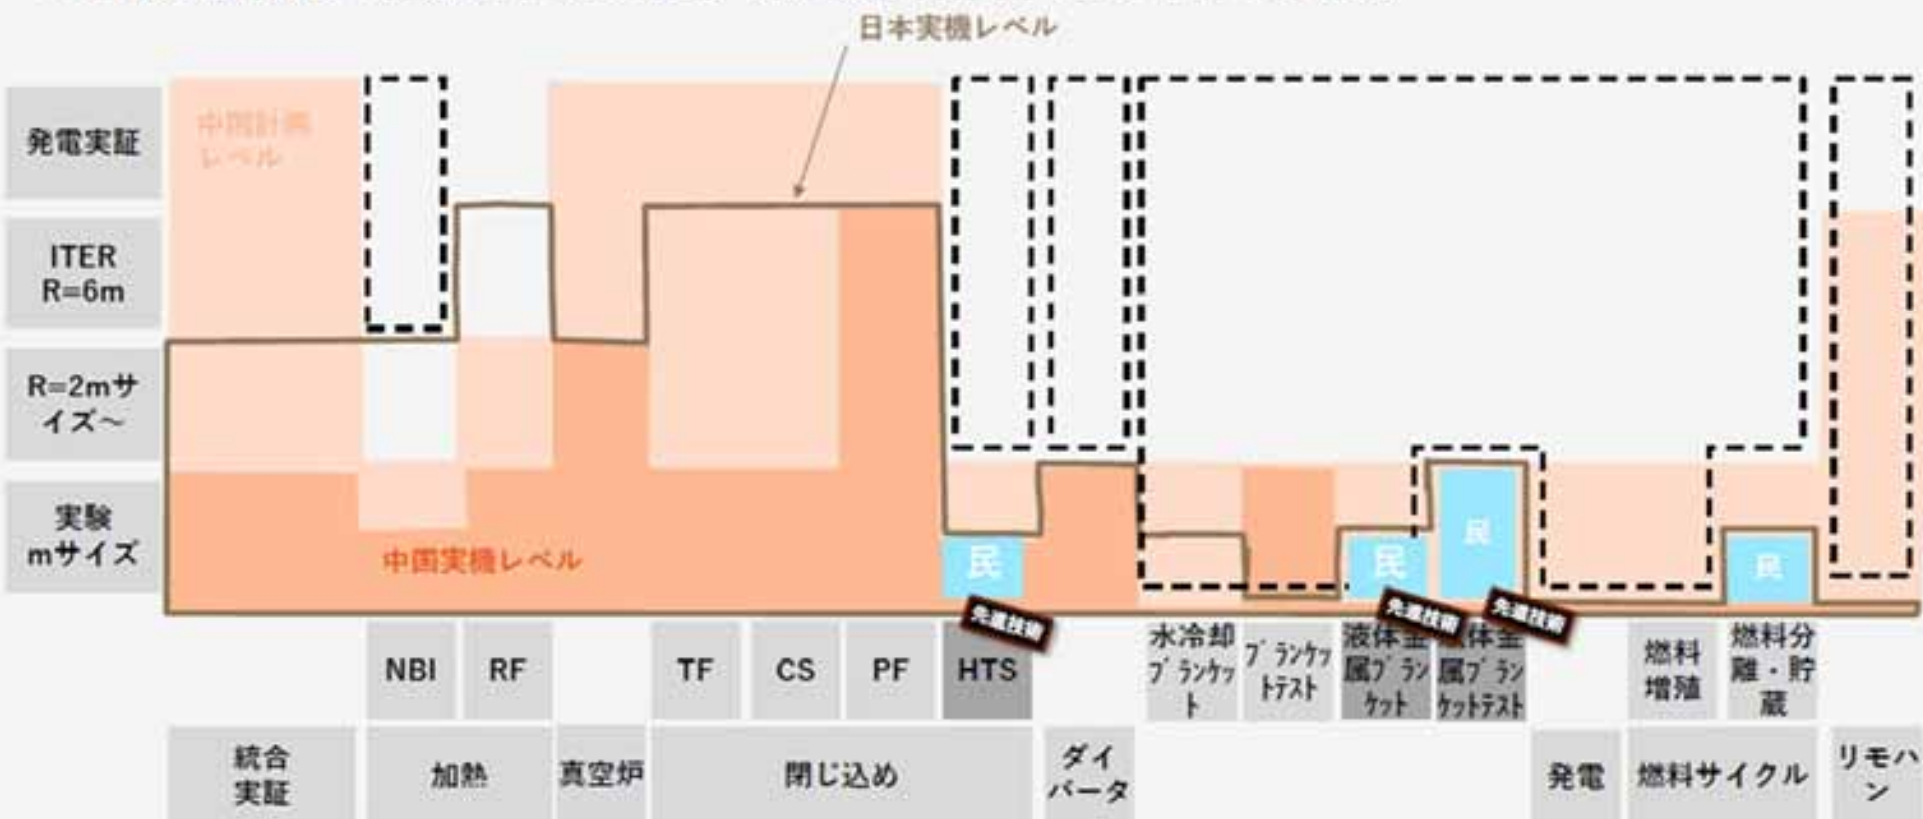 日本実機レベル
中国計画
レベル
発電実証
ITER
R=6m
R=2mサ
イズ~
実験
mサイズ
中国実機レベル
民
民
民
民
先進技術
先進技術
先進技術
NBI
RF
TF
CS
PF
HTS
水冷却
ブランケッ
ト
ブランケッ
トテスト
液体金
属ブラン
ケット
液体金
属ブラン
ケットテスト
燃料
増殖
燃料分
離・貯
蔵
統合
実証
加熱
真空炉
閉じ込め
ダイ
バータ
発電
燃料サイクル
リモハ
ン